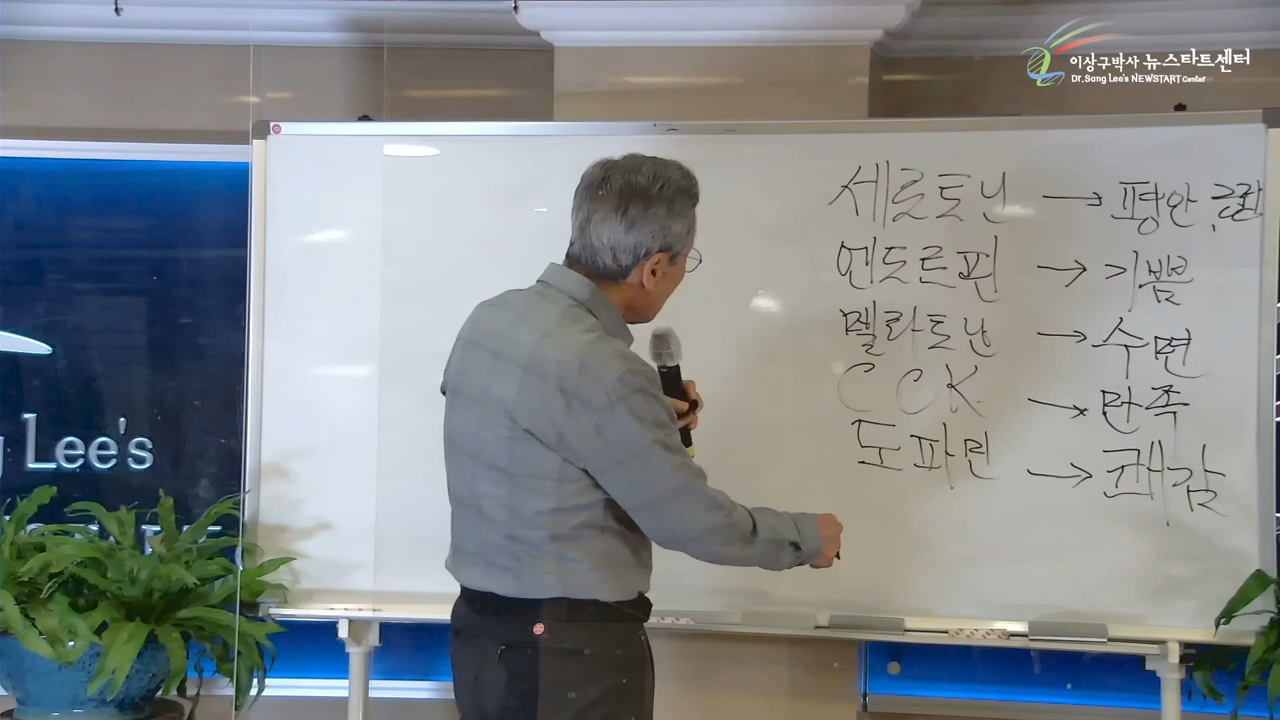 이상구박사 뉴스타트센터
Dr. Sang Lee's NEWSTART Center
세로토닌 → 평안,
엔도르핀 → 기쁨
멜라토닌 → 수면
CCK → 만족
도파민 → 쾌감
Lee's